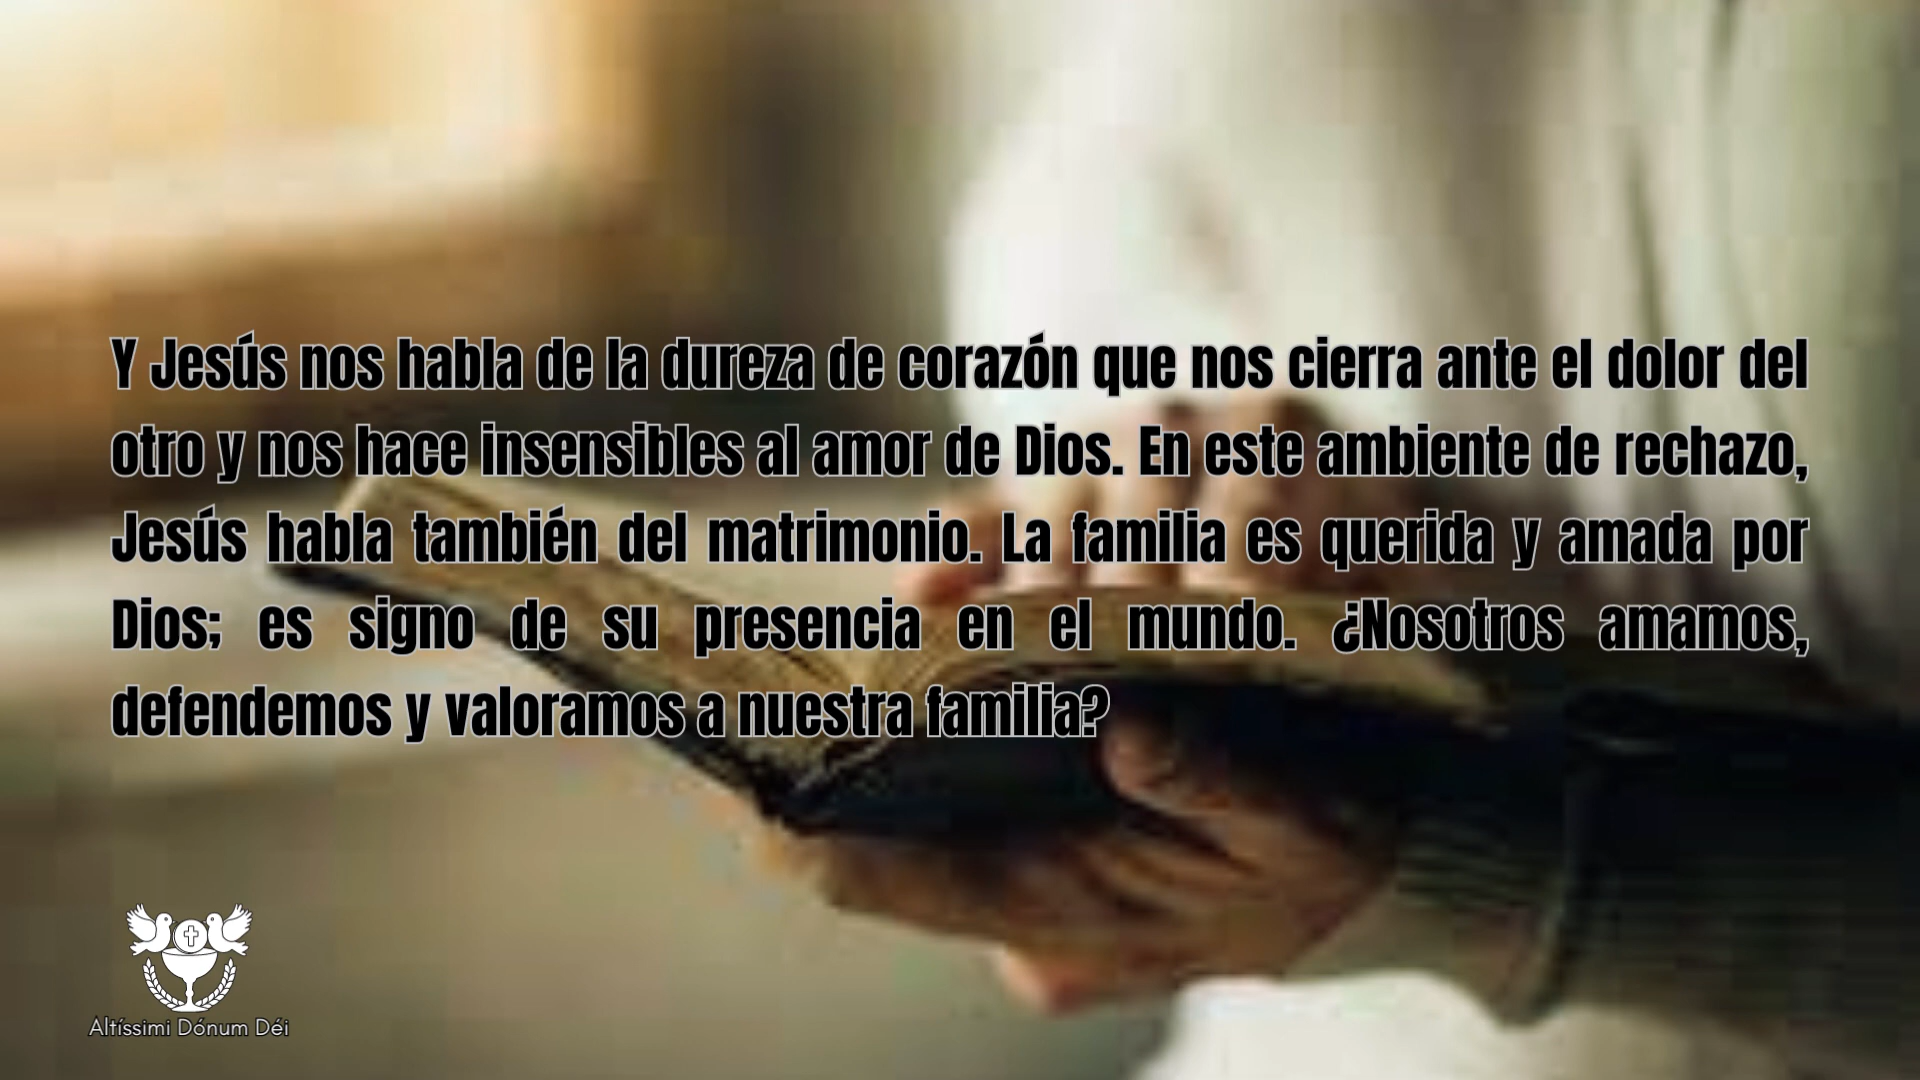 Y Jesús nos habla de la dureza de corazón que nos cierra ante el dolor del
otro y nos hace insensibles al amor de Dios. En este ambiente de rechazo,
Jesús habla también del matrimonio. La familia es querida y amada por
Dios; es signo de su presencia en el mundo. ¿Nosotros amamos,
defendemos y valoramos a nuestra familia?
Altíssimi Dónum Déi